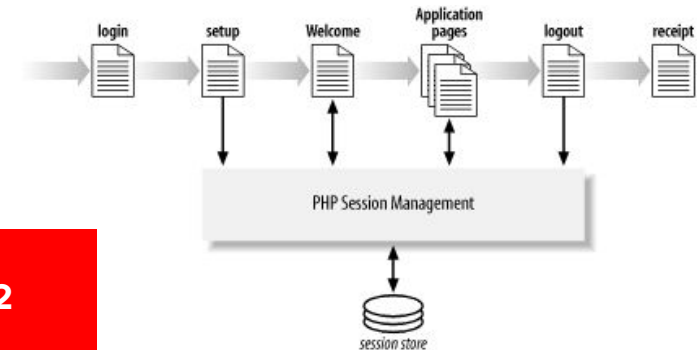 Application
login setup Welcome pages logout receipt
PHP Session Management
2
session store